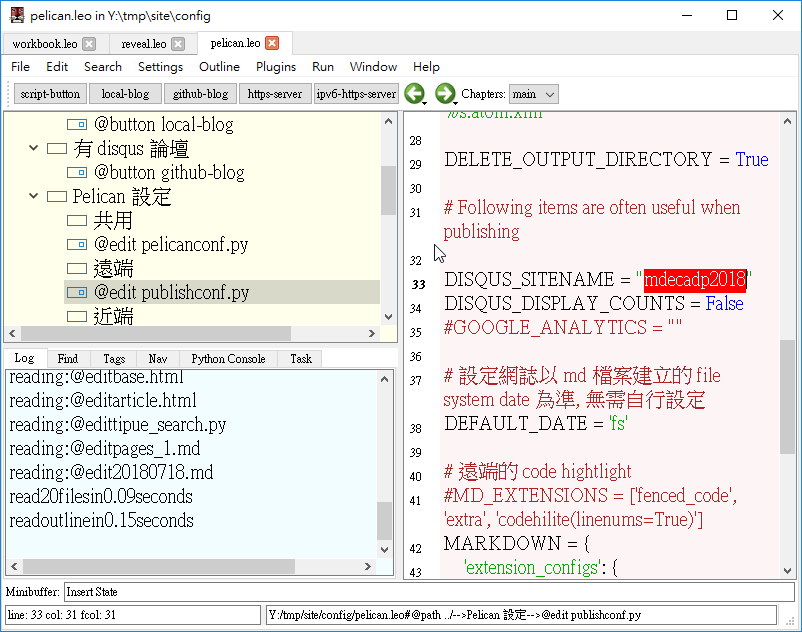 pelican.leo in Y:\tmp\site\config
workbook.leo
reveal.leo
pelican.leo
File Edit Search Settings Outline Plugins Run Window Help
script-button local-blog github-blog https-server ipv6-https-server Chapters: main
@button local-blog
有 disqus 論壇
@button github-blog
Pelican 設定
共用
@edit pelicanconf.py
遠端
@edit publishconf.py
近端
Log Find Tags Nav Python Console Task
reading:@editbase.html
reading:@editarticle.html
reading:@edittipue_search.py
reading:@editpages_1.md
reading:@edit20180718.md
read20filesin0.09seconds
readoutlinein0.15seconds
%s.atom.xml'
28
29 DELETE_OUTPUT_DIRECTORY = True
30
31 # Following items are often useful when
publishing
32
33 DISQUS_SITENAME = "mdecadp2018"
34 DISQUS_DISPLAY_COUNTS = False
35 #GOOGLE_ANALYTICS = ""
36
37 # 設定網誌以 md 檔案建立的 file
system date 為準, 無需自行設定
38 DEFAULT_DATE = 'fs'
39
40 # 遠端的 code hightlight
41 #MD_EXTENSIONS = ['fenced_code',
'extra', 'codehilite(linenums=True)']
42 MARKDOWN = {
43 'extension_configs': {
Minibuffer: Insert State
line: 33 col: 31 fcol: 31
Y:/tmp/site/config/pelican.leo#@path ../-->Pelican 設定-->@edit publishconf.py